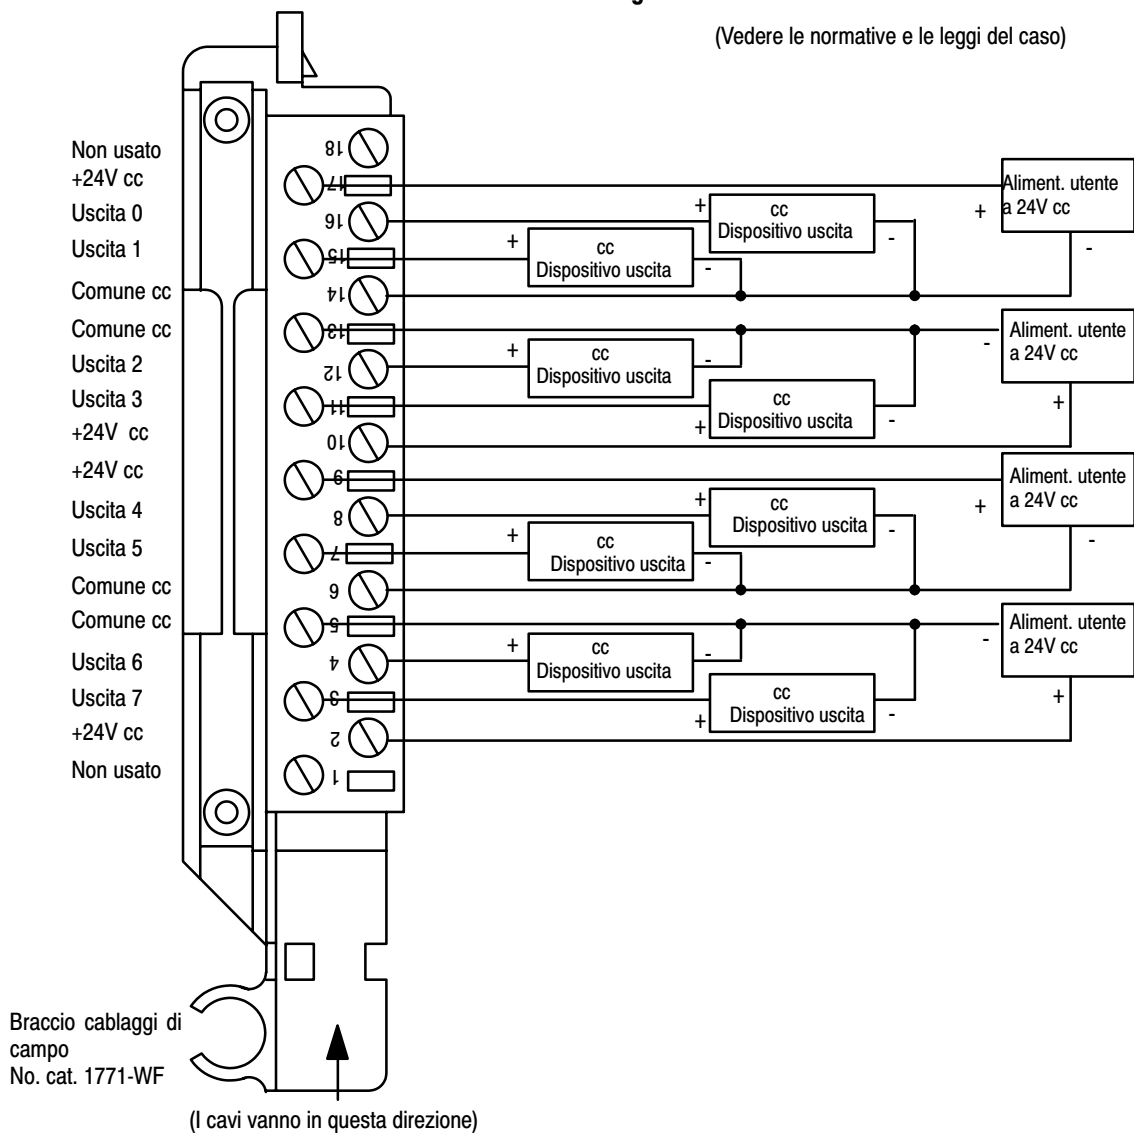 (Vedere le normative e le leggi del caso)
Non usato
18
+24V cc
17
Aliment. utente
a 24V cc
+
-
Uscita 0
16
+
cc
Dispositivo uscita
-
Uscita 1
15
+
cc
Dispositivo uscita
-
Comune cc
14
Comune cc
13
Aliment. utente
a 24V cc
-
+
Uscita 2
12
+
cc
Dispositivo uscita
-
Uscita 3
11
+
cc
Dispositivo uscita
-
+24V cc
10
+24V cc
9
Aliment. utente
a 24V cc
+
-
Uscita 4
8
+
cc
Dispositivo uscita
-
Uscita 5
7
+
cc
Dispositivo uscita
-
Comune cc
6
Comune cc
5
Aliment. utente
a 24V cc
-
+
Uscita 6
4
+
cc
Dispositivo uscita
-
Uscita 7
3
+
cc
Dispositivo uscita
-
+24V cc
2
Non usato
1
Braccio cablaggi di
campo
No. cat. 1771-WF
(I cavi vanno in questa direzione)